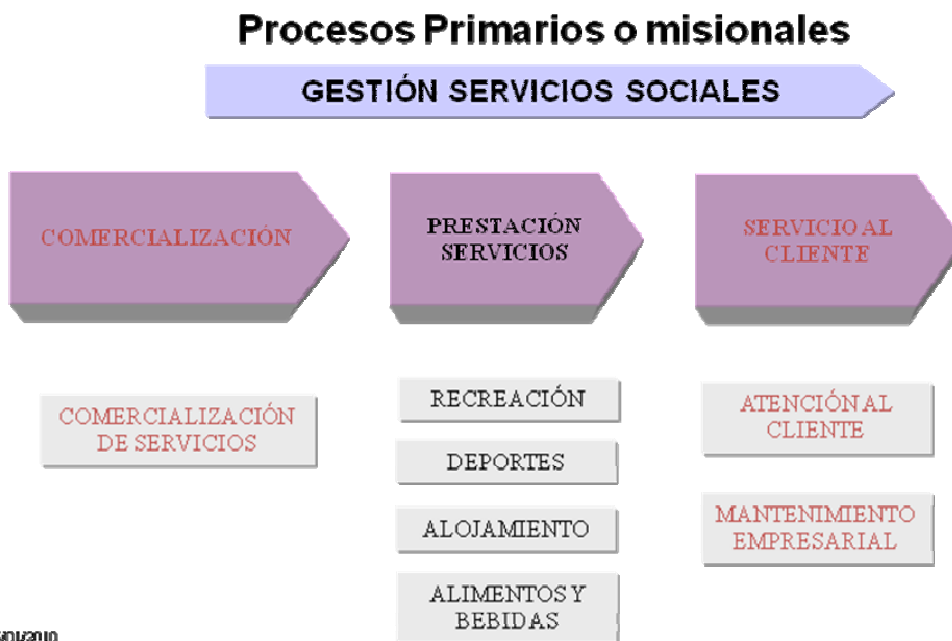 Procesos Primarios o misionales
GESTIÓN SERVICIOS SOCIALES
COMERCIALIZACIÓN
PRESTACIÓN
SERVICIOS
SERVICIO AL
CLIENTE
COMERCIALIZACIÓN
DE SERVICIOS
RECREACIÓN
DEPORTES
ALOJAMIENTO
ALIMENTOS Y
BEBIDAS
ATENCIÓN AL
CLIENTE
MANTENIMIENTO
EMPRESARIAL